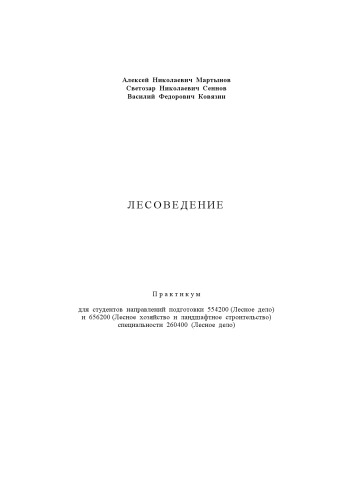 Алексей Николаевич Мартынов
Светозар Николаевич Сеннов
Василий Федорович Ковязин
ЛЕСОВЕДЕНИЕ
Практикум
для студентов направлений подготовки 554200 (Лесное дело)
и 656200 (Лесное хозяйство и ландшафтное строительство)
специальности 260400 (Лесное дело)